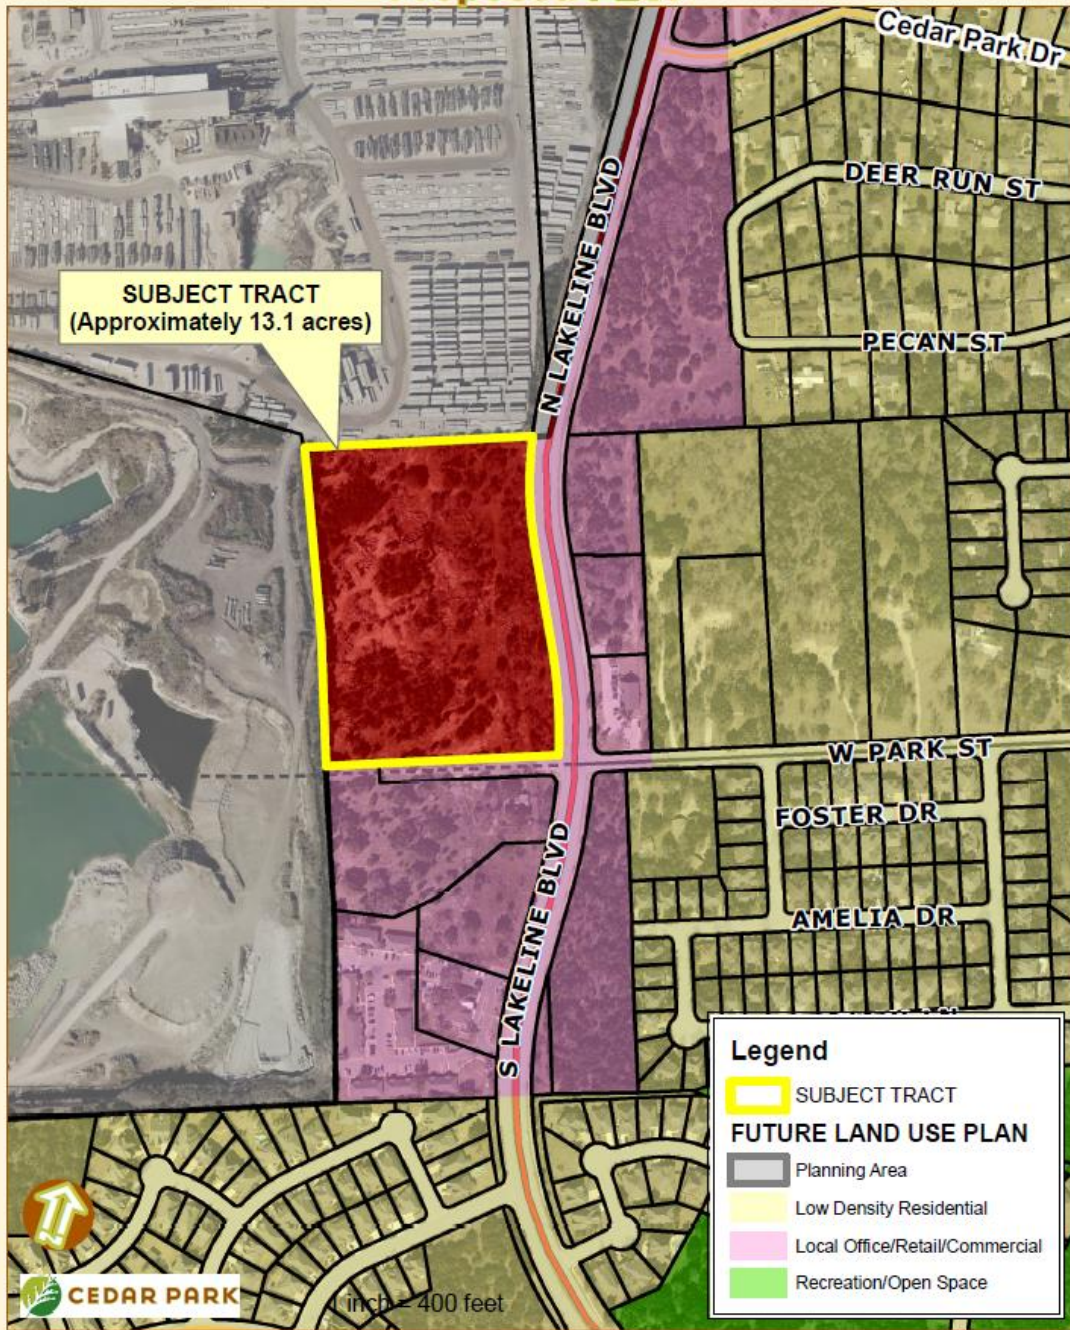 Cedar Park Dr
DEER RUN ST
N LAKELINE BLVD
SUBJECT TRACT
(Approximately 13.1 acres)
PECAN ST
W PARK ST
FOSTER DR
AMELIA DR
S LAKELINE BLVD
Legend
SUBJECT TRACT
FUTURE LAND USE PLAN
Planning Area
Low Density Residential
Local Office/Retail/Commercial
Recreation/Open Space
CEDAR PARK
1 inch = 400 feet